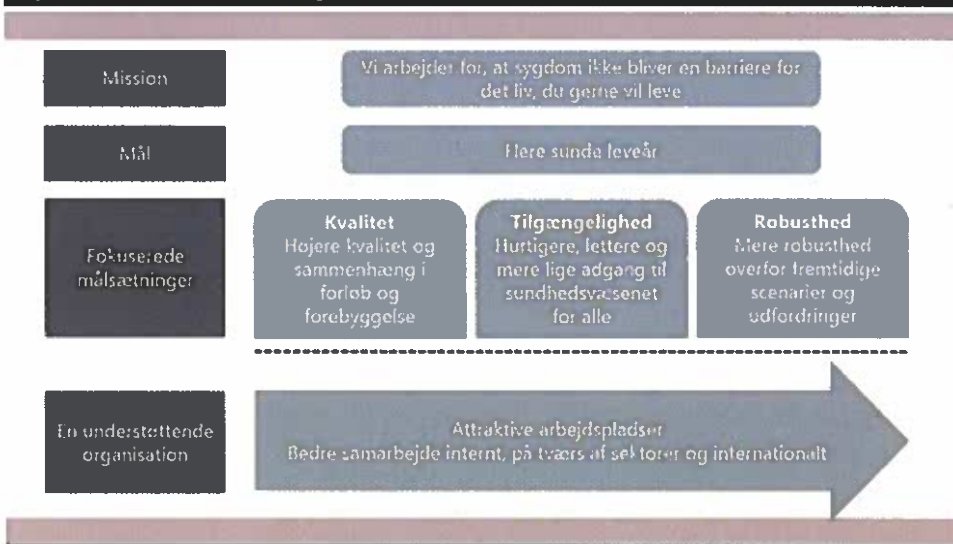 Mission
Vi arbejder for, at sygdom ikke bliver en barriere for
det liv, du gerne vil leve
Mål
Flere sunde leveår
Fokuserede
målsætninger
Kvalitet
Højere kvalitet og
sammenhæng i
forløb og
forebyggelse
Tilgængelighed
Hurtigere, lettere og
mere lige adgang til
sundhedsvæsenet
for alle
Robusthed
Mere robusthed
overfor fremtidige
scenarier og
udfordringer
En understøttende
organisation
Attraktive arbejdspladser
Bedre samarbejde internt, på tværs af sektorer og internationalt